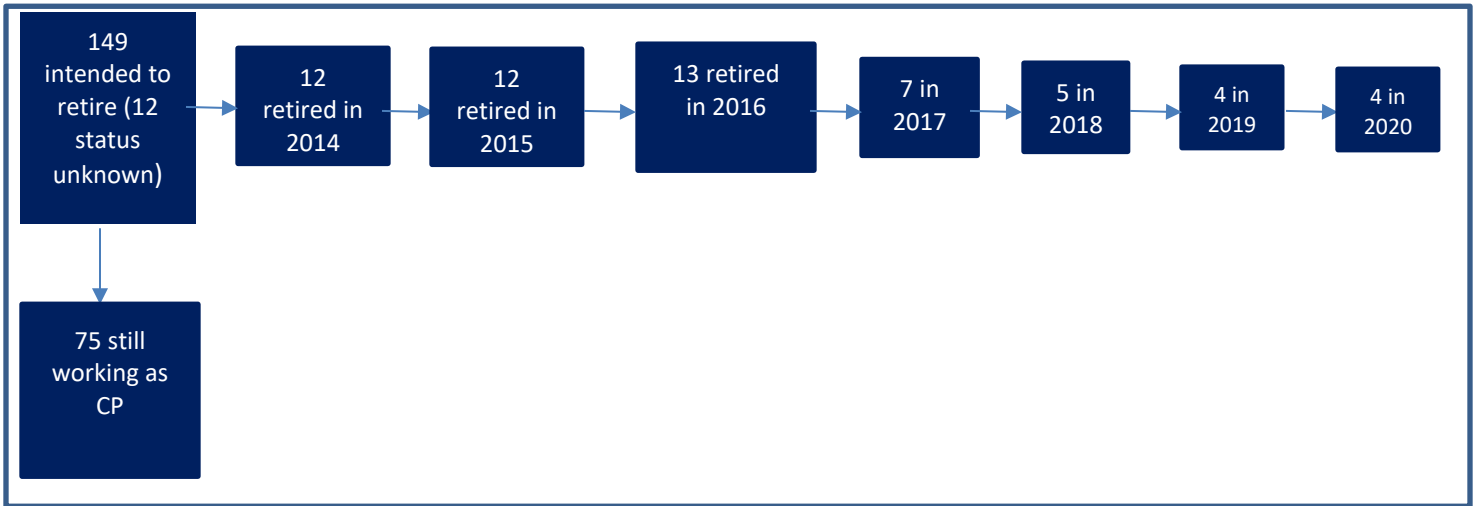 149
intended to
retire (12
status
unknown)
12
retired in
2014
12
retired in
2015
13 retired
in 2016
7 in
2017
5 in
2018
4 in
2019
4 in
2020
75 still
working as
CP